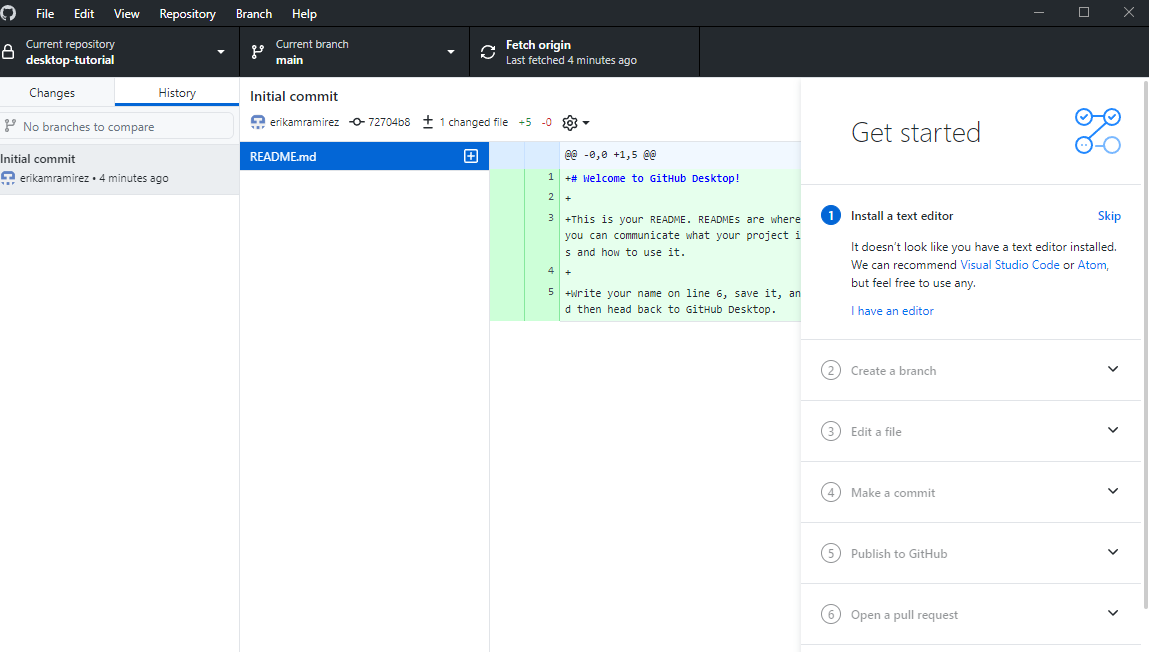 File Edit View Repository Branch Help
Current repository
desktop-tutorial
Current branch
main
Fetch origin
Last fetched 4 minutes ago
Changes
History
No branches to compare
Initial commit
erikamramirez • 4 minutes ago
Initial commit
erikamramirez 72704b8 1 changed file +5 -0
README.md
@@ -0,0 +1,5 @@
1 +# Welcome to GitHub Desktop!
2 +
3 +This is your README. READMEs are where
you can communicate what your project i
s and how to use it.
4 +
5 +Write your name on line 6, save it, an
d then head back to GitHub Desktop.
Get started
1 Install a text editor Skip
It doesn't look like you have a text editor installed.
We can recommend Visual Studio Code or Atom,
but feel free to use any.
I have an editor
2 Create a branch
3 Edit a file
4 Make a commit
5 Publish to GitHub
6 Open a pull request